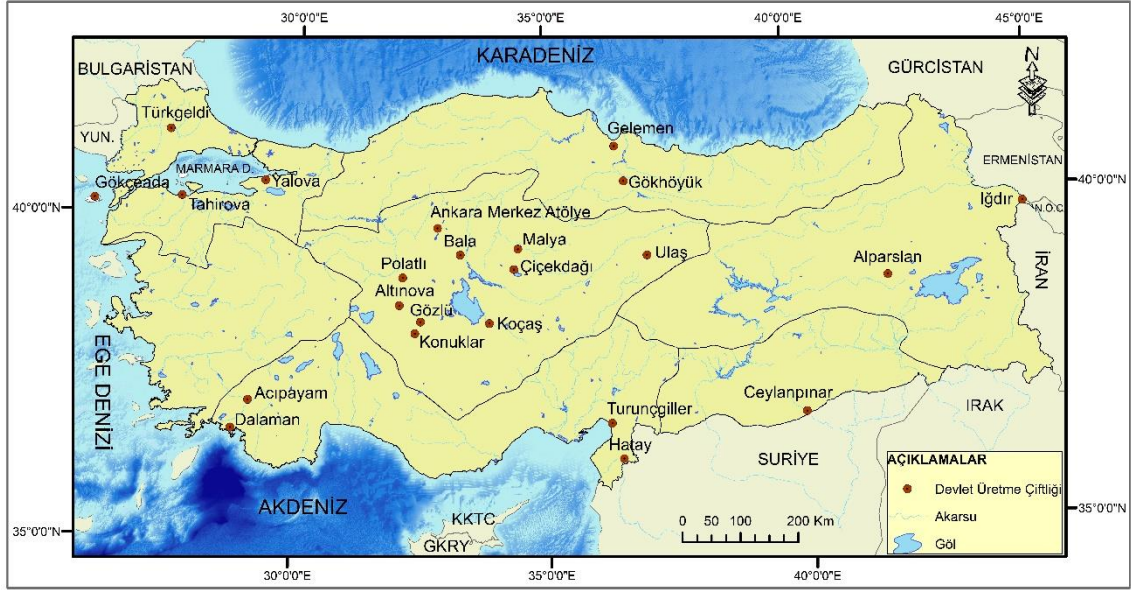 30°0'0"E
35°0'0"E
40°0'0"E
45°0'0"E
BULGARİSTAN
KARADENİZ
GÜRCİSTAN
N
Türkgeldi
YUN.
Gelemen
MARMARA D.
ERMENİSTAN
Gökçeada
Yalova
Gökhöyük
40°0'0"N
Tahirova
Iğdır
40°0'0"N
N.Ö.C.
Ankara Merkez Atölye
Bala
Malya
Ulaş
İRAN
Polatlı
Çiçekdağı
Alparslan
Altınova
Gözlü
Koçaş
Konuklar
EGE DENİZİ
Acıpayam
Ceylanpınar
Dalaman
Turunçgiller
IRAK
Hatay
SURİYE
AÇIKLAMALAR
Devlet Üretme Çiftliği
AKDENİZ
KKTC
0 50 100 200 Km
Akarsu
35°0'0"N
35°0'0"N
GKRY
Göl
30°0'0"E
35°0'0"E
40°0'0"E